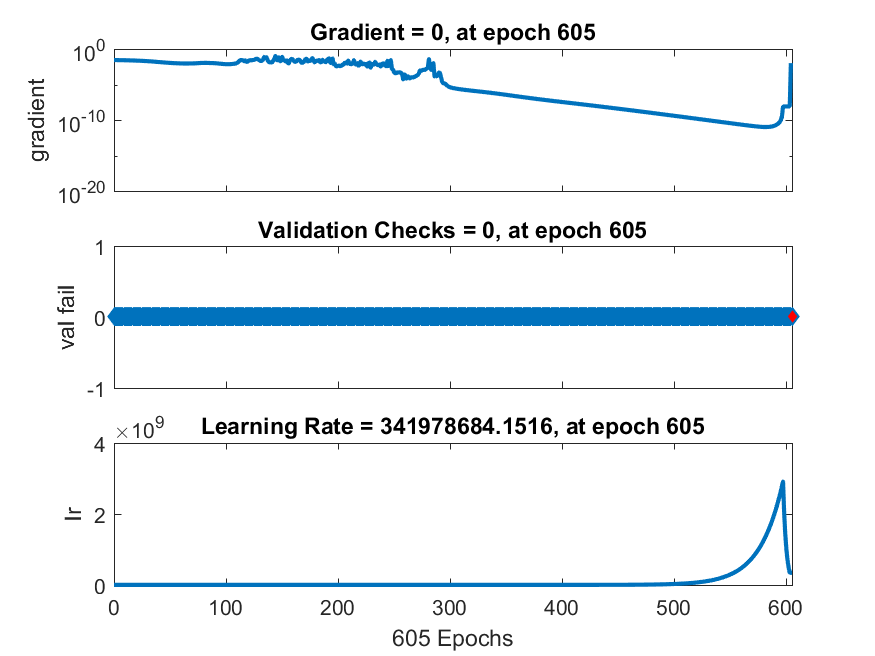 Gradient = 0, at epoch 605
10^0
10^-10
10^-20
gradient
Validation Checks = 0, at epoch 605
1
0
-1
val fail
×10^9
Learning Rate = 341978684.1516, at epoch 605
4
2
0
lr
0 100 200 300 400 500 600
605 Epochs